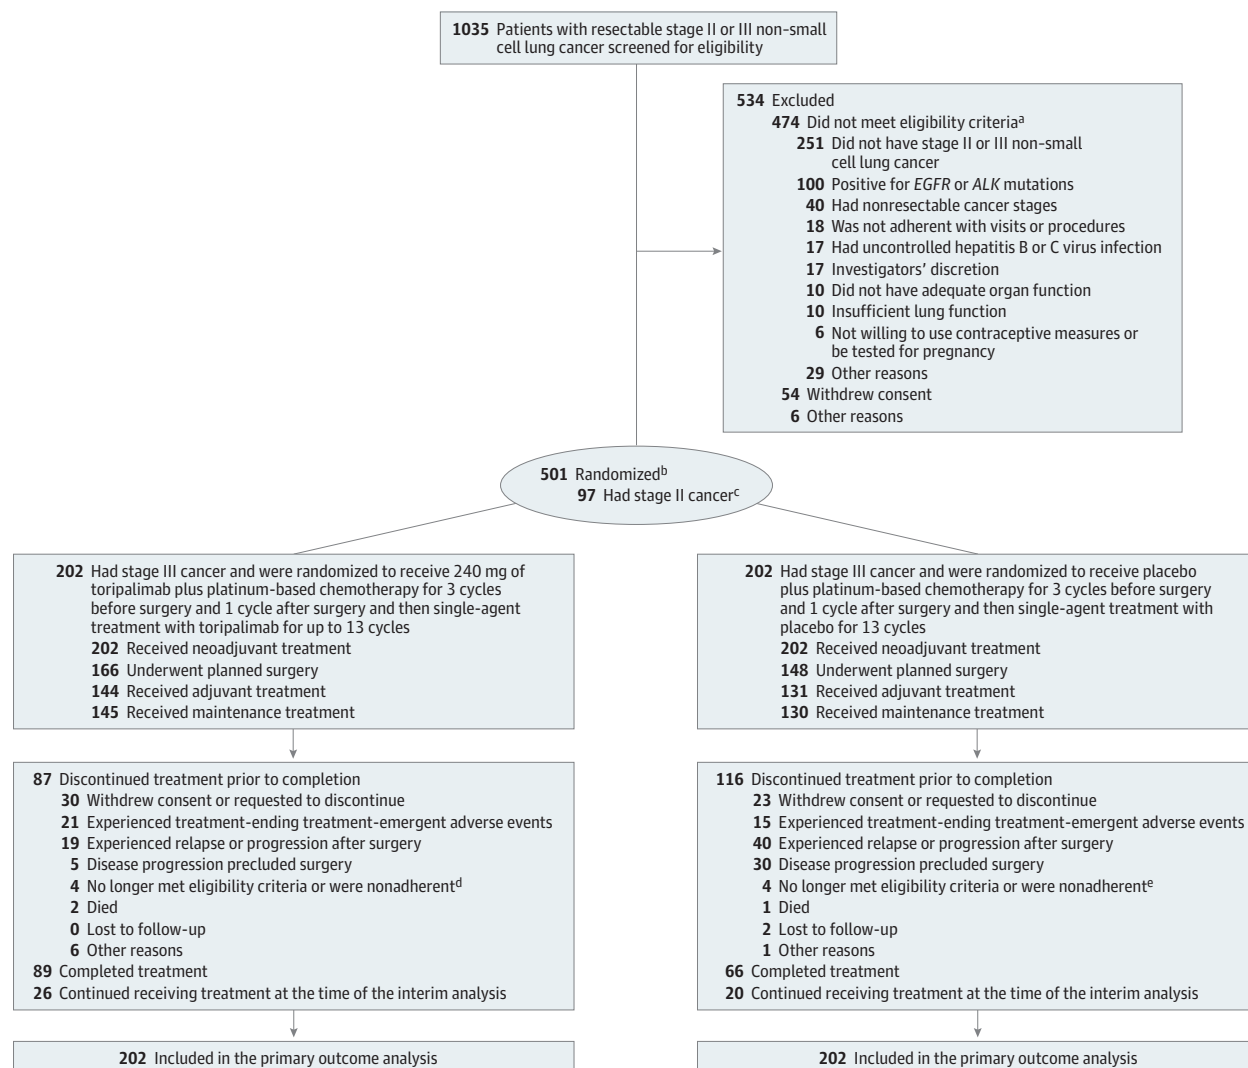 1035 Patients with resectable stage II or III non-small
cell lung cancer screened for eligibility
534 Excluded
474 Did not meet eligibility criteriaᵃ
251 Did not have stage II or III non-small
cell lung cancer
100 Positive for EGFR or ALK mutations
40 Had nonresectable cancer stages
18 Was not adherent with visits or procedures
17 Had uncontrolled hepatitis B or C virus infection
17 Investigators’ discretion
10 Did not have adequate organ function
10 Insufficient lung function
6 Not willing to use contraceptive measures or
be tested for pregnancy
29 Other reasons
54 Withdrew consent
6 Other reasons
501 Randomizedᵇ
97 Had stage II cancerᶜ
202 Had stage III cancer and were randomized to receive 240 mg of
toripalimab plus platinum-based chemotherapy for 3 cycles
before surgery and 1 cycle after surgery and then single-agent
treatment with toripalimab for up to 13 cycles
202 Received neoadjuvant treatment
166 Underwent planned surgery
144 Received adjuvant treatment
145 Received maintenance treatment
202 Had stage III cancer and were randomized to receive placebo
plus platinum-based chemotherapy for 3 cycles before surgery
and 1 cycle after surgery and then single-agent treatment with
placebo for 13 cycles
202 Received neoadjuvant treatment
148 Underwent planned surgery
131 Received adjuvant treatment
130 Received maintenance treatment
87 Discontinued treatment prior to completion
30 Withdrew consent or requested to discontinue
21 Experienced treatment-ending treatment-emergent adverse events
19 Experienced relapse or progression after surgery
5 Disease progression precluded surgery
4 No longer met eligibility criteria or were nonadherentᵈ
2 Died
0 Lost to follow-up
6 Other reasons
89 Completed treatment
26 Continued receiving treatment at the time of the interim analysis
116 Discontinued treatment prior to completion
23 Withdrew consent or requested to discontinue
15 Experienced treatment-ending treatment-emergent adverse events
40 Experienced relapse or progression after surgery
30 Disease progression precluded surgery
4 No longer met eligibility criteria or were nonadherentᵉ
1 Died
2 Lost to follow-up
1 Other reasons
66 Completed treatment
20 Continued receiving treatment at the time of the interim analysis
202 Included in the primary outcome analysis
202 Included in the primary outcome analysis